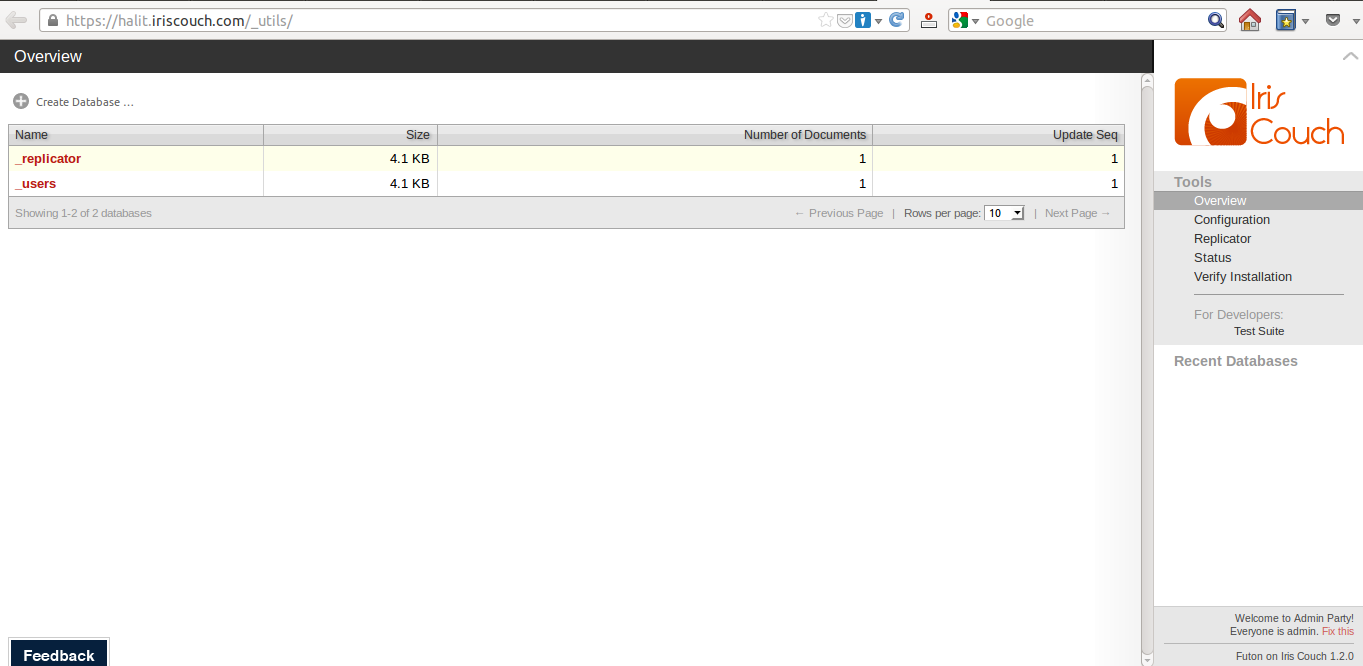 https://halit.iriscouch.com/_utils/
Google
Overview
Create Database ...
Name Size Number of Documents Update Seq
_replicator 4.1 KB 1 1
_users 4.1 KB 1 1
Showing 1-2 of 2 databases ← Previous Page | Rows per page: 10 | Next Page →
Iris
Couch
Tools
Overview
Configuration
Replicator
Status
Verify Installation
For Developers:
Test Suite
Recent Databases
Welcome to Admin Party!
Everyone is admin. Fix this
Futon on Iris Couch 1.2.0
Feedback